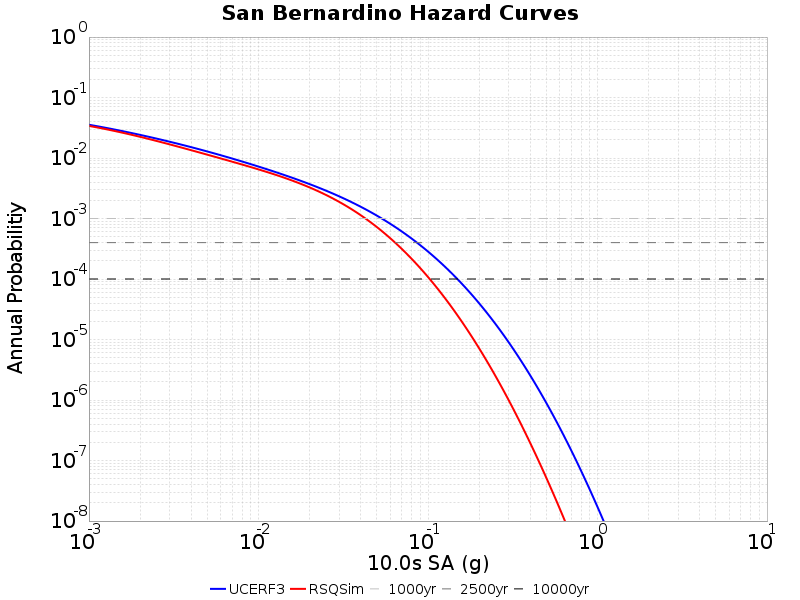 San Bernardino Hazard Curves
10^0
10^-1
10^-2
10^-3
10^-4
10^-5
10^-6
10^-7
10^-8
Annual Probabilitiy
10^-3 10^-2 10^-1 10^0 10^1
10.0s SA (g)
UCERF3 RSQSim 1000yr 2500yr 10000yr